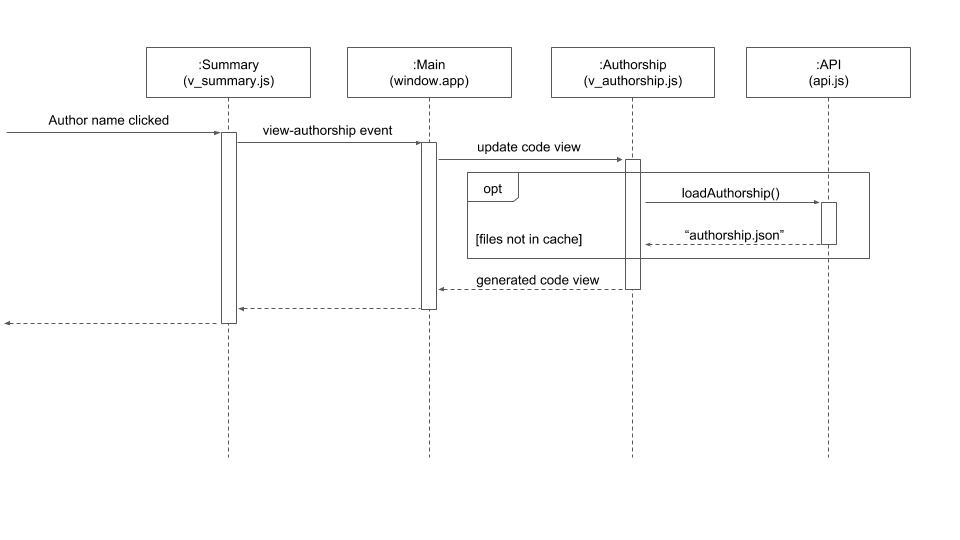 :Summary
(v_summary.js)
:Main
(window.app)
:Authorship
(v_authorship.js)
:API
(api.js)
Author name clicked
view-authorship event
update code view
opt
loadAuthorship()
[files not in cache]
“authorship.json”
generated code view